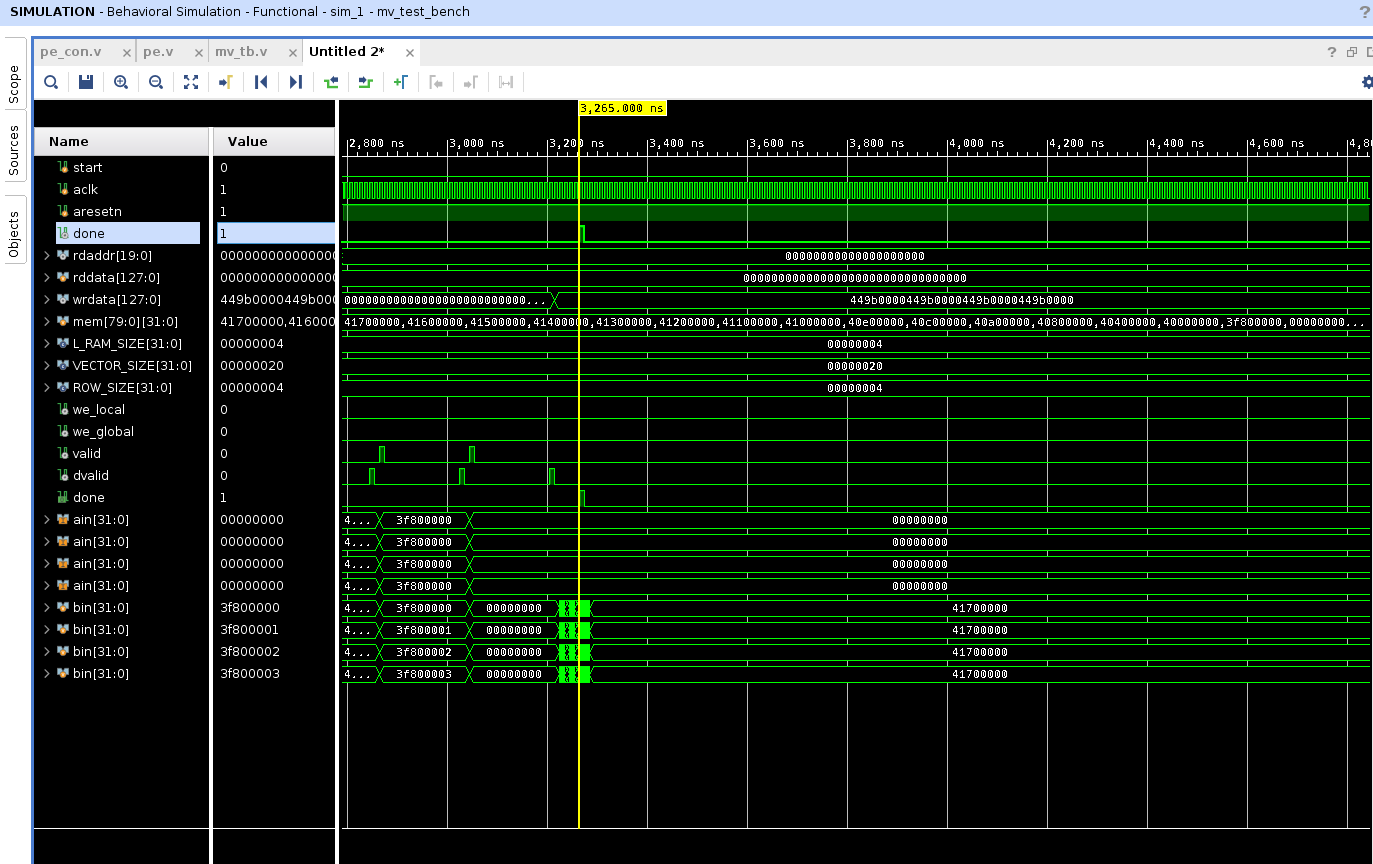 SIMULATION - Behavioral Simulation - Functional - sim_1 - mv_test_bench ?
pe_con.v × pe.v × mv_tb.v × Untitled 2* × ?
Scope
Sources
Objects
3,265.000 ns
Name Value
2,800 ns 3,000 ns 3,200 ns 3,400 ns 3,600 ns 3,800 ns 4,000 ns 4,200 ns 4,400 ns 4,600 ns 4,8
start 0
aclk 1
aresetn 1
done 1
rdaddr[19:0] 0000000000000000 00000000000000000000
rddata[127:0] 0000000000000000 00000000000000000000000000000000
wrdata[127:0] 449b0000449b000 00000000000000000000000000... 449b0000449b0000449b0000449b0000
mem[79:0][31:0] 41700000,416000 41700000,41600000,41500000,41400000,41300000,41200000,41100000,41000000,40e00000,40c00000,40a00000,40800000,40400000,40000000,3f800000,00000000...
L_RAM_SIZE[31:0] 00000004 00000004
VECTOR_SIZE[31:0] 00000020 00000020
ROW_SIZE[31:0] 00000004 00000004
we_local 0
we_global 0
valid 0
dvalid 0
done 1
ain[31:0] 00000000 4... 3f800000 00000000
ain[31:0] 00000000 4... 3f800000 00000000
ain[31:0] 00000000 4... 3f800000 00000000
ain[31:0] 00000000 4... 3f800000 00000000
bin[31:0] 3f800000 4... 3f800000 00000000 41700000
bin[31:0] 3f800001 4... 3f800001 00000000 41700000
bin[31:0] 3f800002 4... 3f800002 00000000 41700000
bin[31:0] 3f800003 4... 3f800003 00000000 41700000